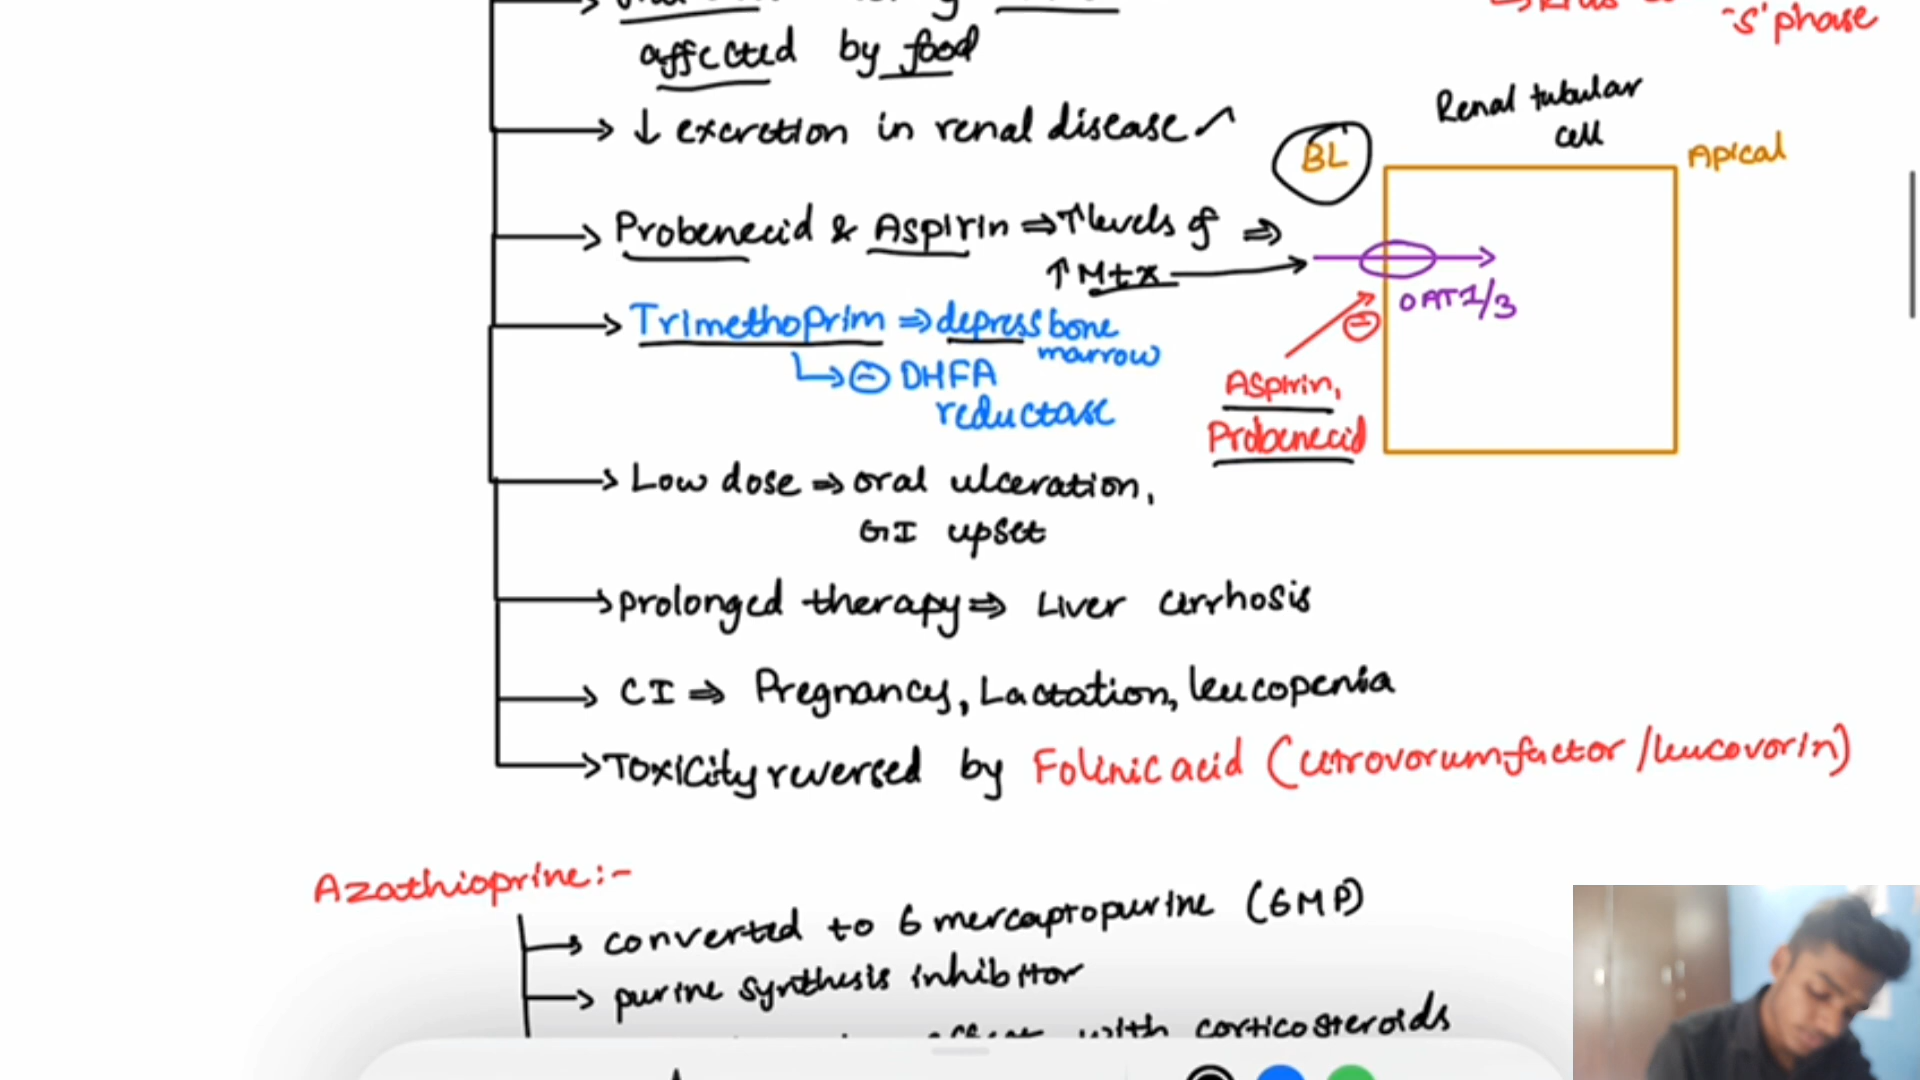 affected by food
'S' phase
↓ excretion in renal disease
Renal tubular
cell
BL
Apical
Probenecid & Aspirin ⇒ ↑ levels of ⇒
↑ Mtx
OAT1/3
Trimethoprim ⇒ depress bone
marrow
⊖ DHFA
reductase
⊖
Aspirin,
Probenecid
Low dose ⇒ oral ulceration,
GI upset
prolonged therapy ⇒ Liver cirrhosis
CI ⇒ Pregnancy, Lactation, leucopenia
Toxicity reversed by Folinic acid (citrovorum factor / leucovorin)
Azathioprine:-
converted to 6 mercaptopurine (6MP)
purine synthesis inhibitor
with corticosteroids